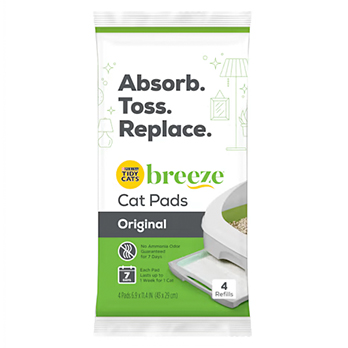 Absorb.
Toss.
Replace.
TIDY
CATS
breeze
Cat Pads
Original
No Ammonia Odor
Guaranteed
for 7 Days
7
Each Pad
Lasts up to
1 Week for 1 Cat
4
Refills